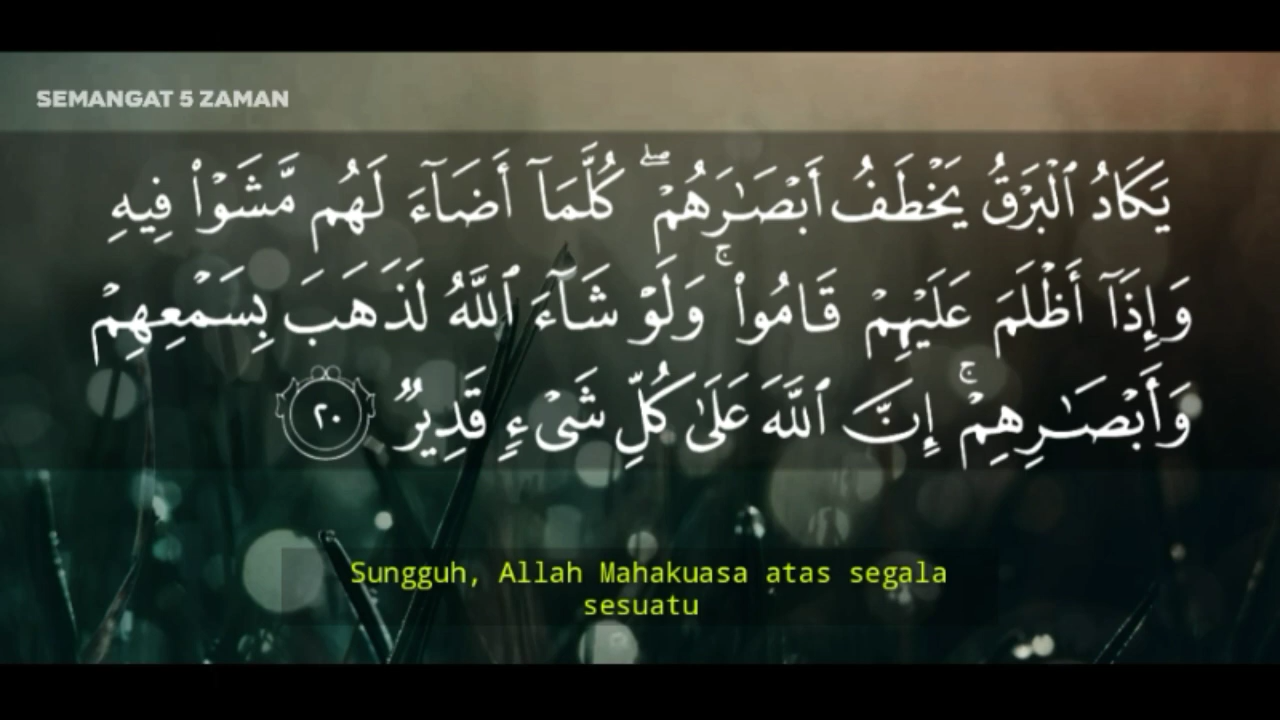 SEMANGAT 5 ZAMAN
يَكَادُ ٱلْبَرْقُ يَخْطَفُ أَبْصَـٰرَهُمْ ۖ كُلَّمَآ أَضَآءَ لَهُم مَّشَوْا۟ فِيهِ
وَإِذَآ أَظْلَمَ عَلَيْهِمْ قَامُوا۟ ۚ وَلَوْ شَآءَ ٱللَّهُ لَذَهَبَ بِسَمْعِهِمْ
وَأَبْصَـٰرِهِمْ ۚ إِنَّ ٱللَّهَ عَلَىٰ كُلِّ شَىْءٍ قَدِيرٌ ٢٠
Sungguh, Allah Mahakuasa atas segala
sesuatu